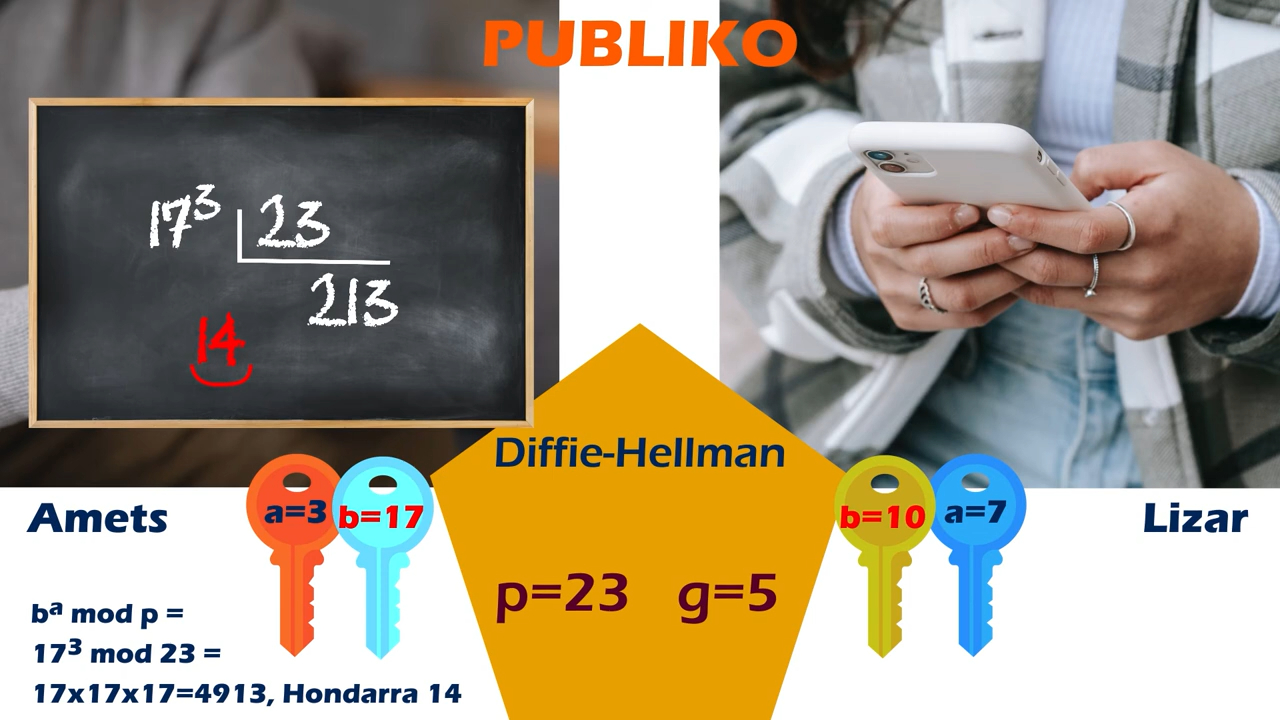 PUBLIKO
17³ 23
213
14
Diffie-Hellman
Amets
a=3
b=17
b=10
a=7
Lizar
p=23 g=5
bᵃ mod p =
17³ mod 23 =
17x17x17=4913, Hondarra 14